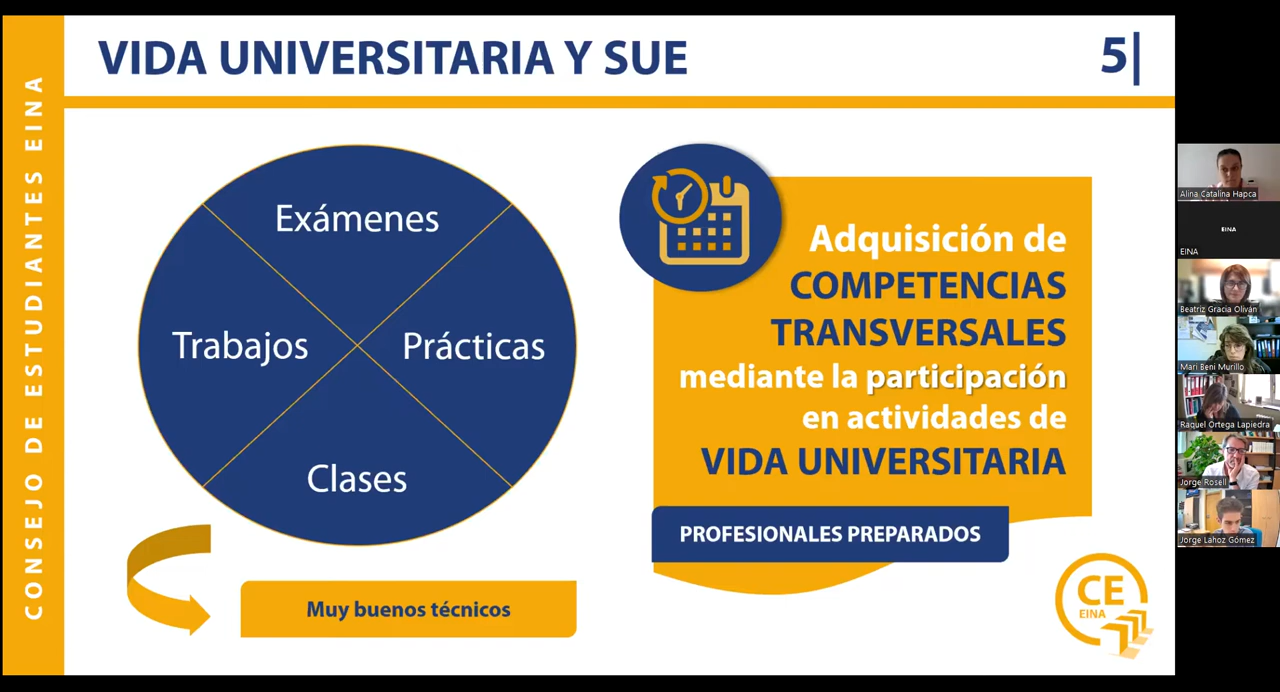 VIDA UNIVERSITARIA Y SUE
5|
CONSEJO DE ESTUDIANTES EINA
Exámenes
Trabajos
Prácticas
Clases
Muy buenos técnicos
Adquisición de
COMPETENCIAS
TRANSVERSALES
mediante la participación
en actividades de
VIDA UNIVERSITARIA
PROFESIONALES PREPARADOS
CE
EINA
Alina Catalina Hapca
EINA
EINA
Beatriz Gracia Oliván
Mari Beni Murillo
Raquel Ortega Lapiedra
Jorge Rosell
Jorge Lahoz Gómez